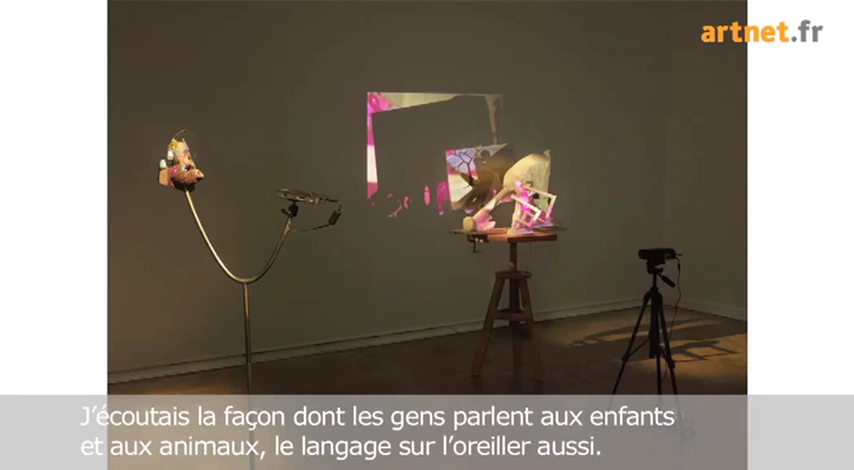 artnet.fr
J'écoutais la façon dont les gens parlent aux enfants
et aux animaux, le langage sur l'oreiller aussi.